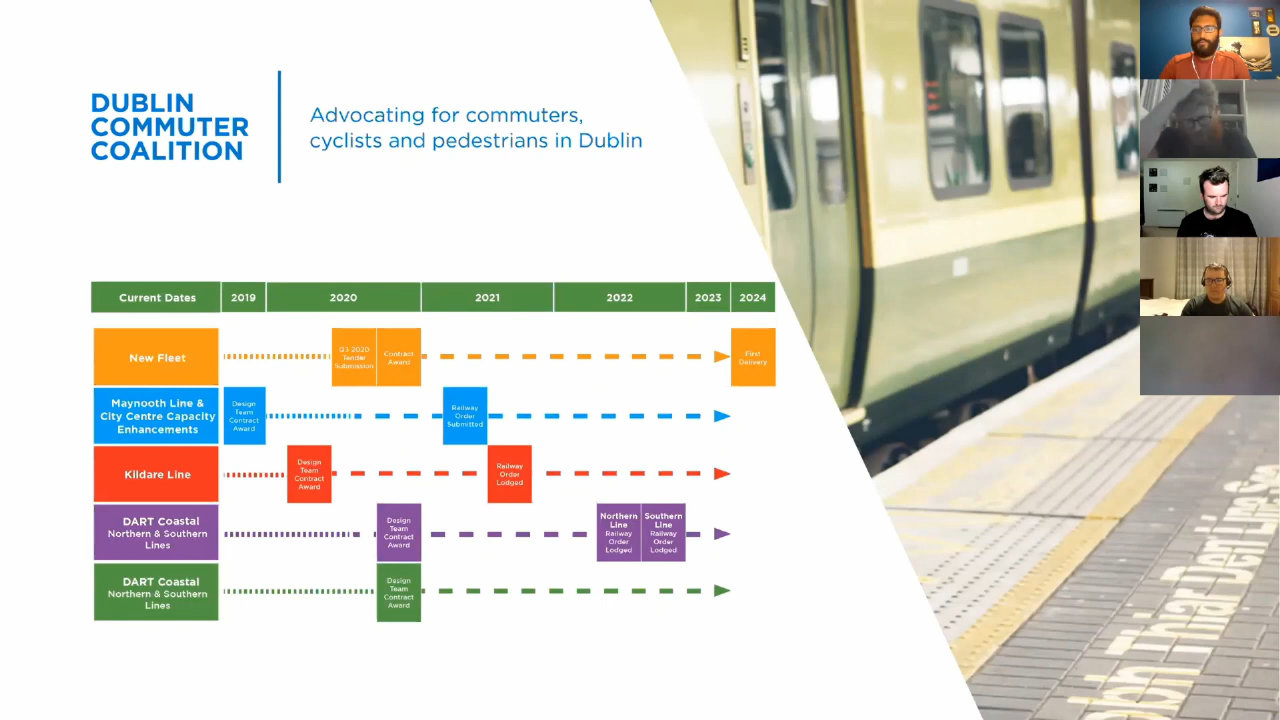 DUBLIN
COMMUTER
COALITION
Advocating for commuters,
cyclists and pedestrians in Dublin
Current Dates
2019
2020
2021
2022
2023
2024
New Fleet
Q3 2020
Tender
Submission
Contract
Award
First
Delivery
Maynooth Line &
City Centre Capacity
Enhancements
Design
Team
Contract
Award
Railway
Order
Submitted
Kildare Line
Design
Team
Contract
Award
Railway
Order
Lodged
DART Coastal
Northern & Southern
Lines
Design
Team
Contract
Award
Northern
Line
Railway
Order
Lodged
Southern
Line
Railway
Order
Lodged
DART Coastal
Northern & Southern
Lines
Design
Team
Contract
Award
Thiar Den